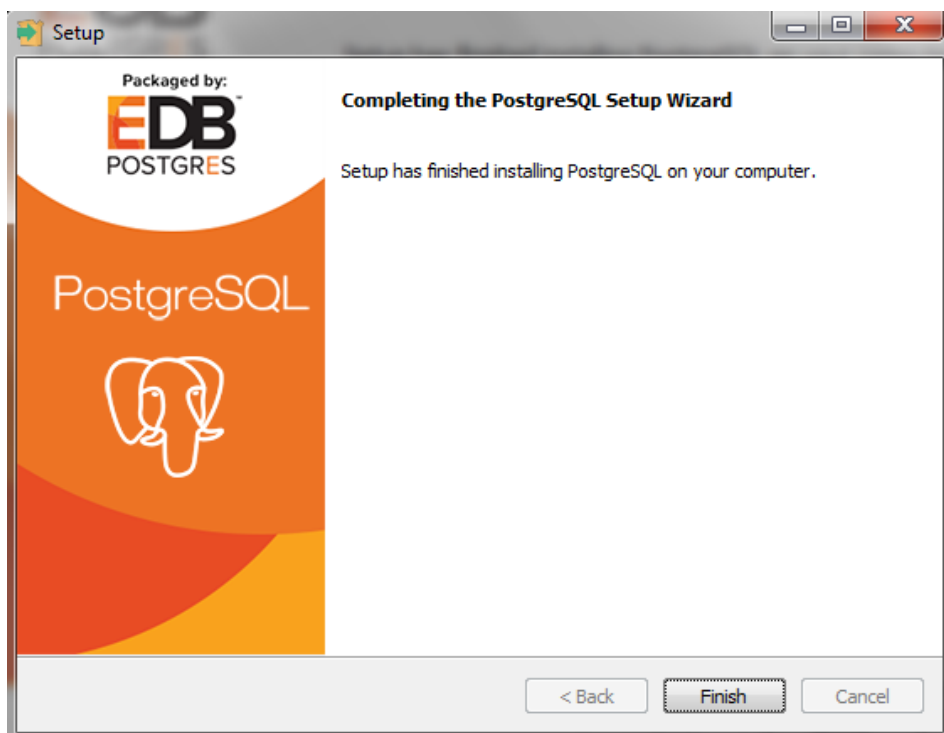 Setup
Packaged by:
EDB™
POSTGRES
PostgreSQL
Completing the PostgreSQL Setup Wizard
Setup has finished installing PostgreSQL on your computer.
< Back
Finish
Cancel